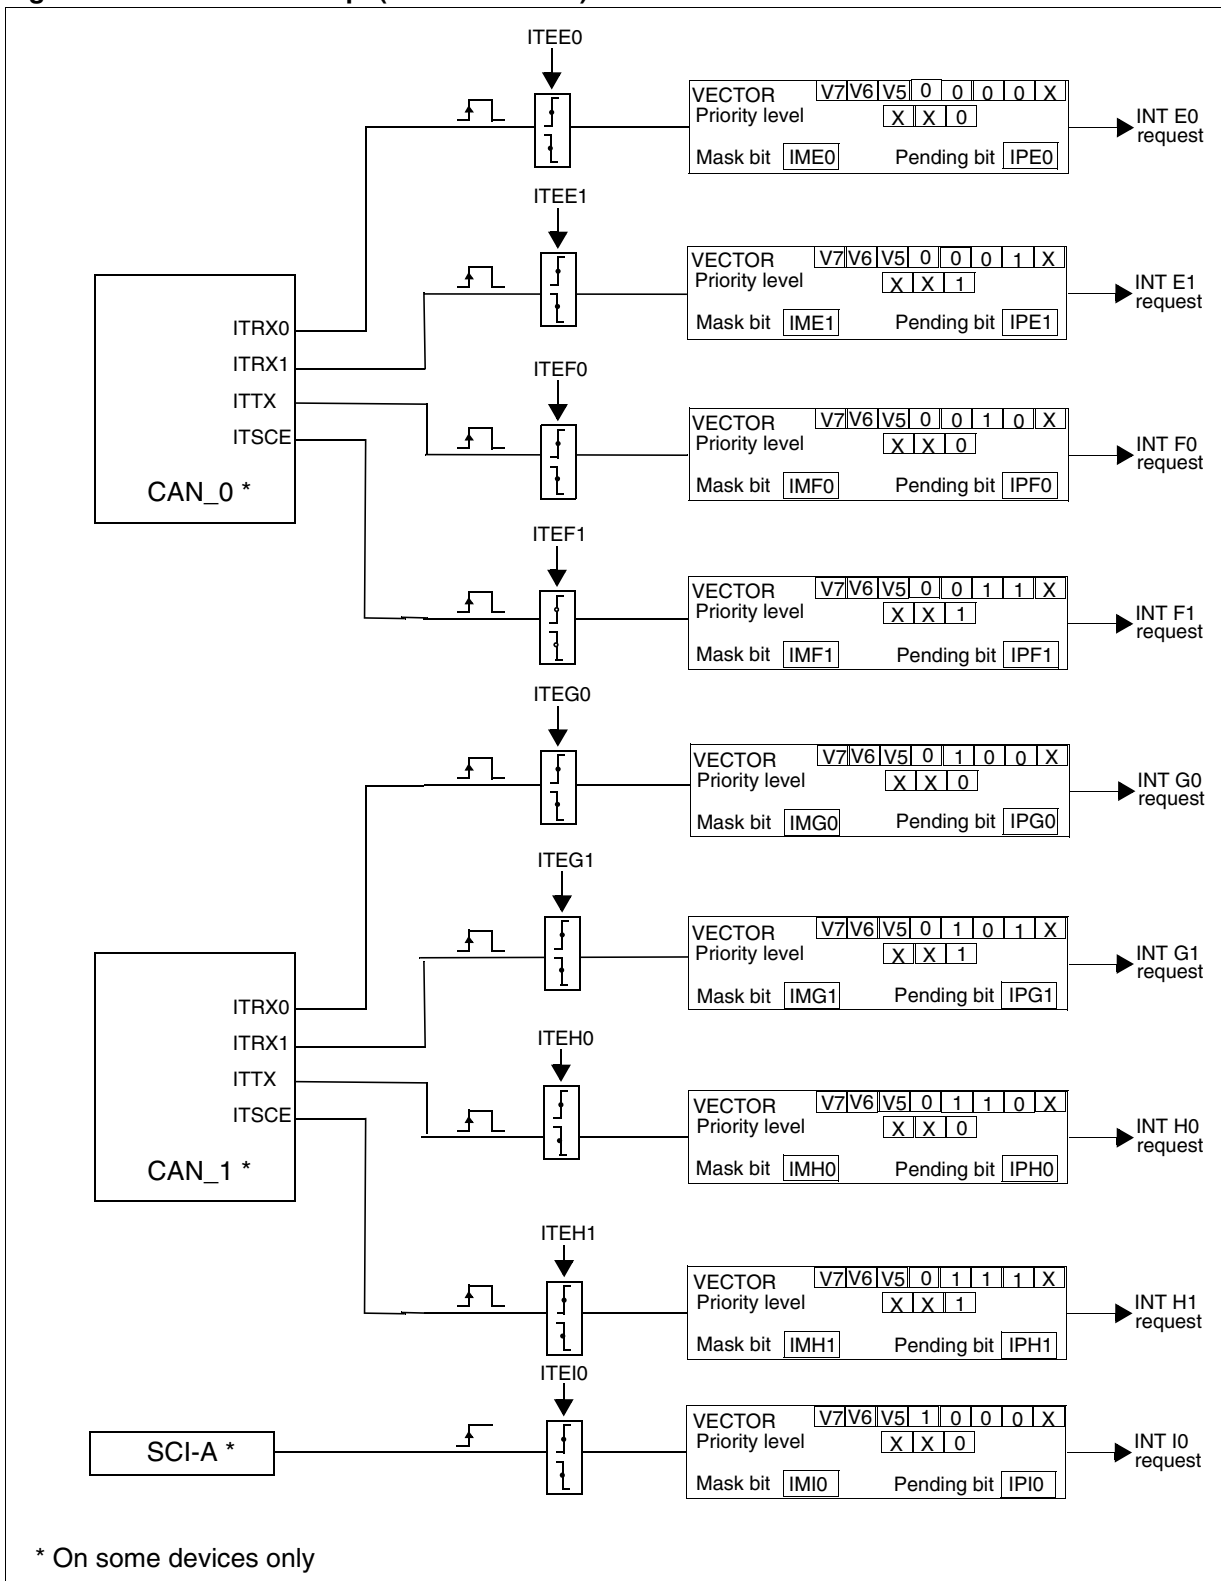 ITEE0
VECTOR V7 V6 V5 0 0 0 0 X
Priority level X X 0
Mask bit IME0 Pending bit IPE0
INT E0
request
ITEE1
VECTOR V7 V6 V5 0 0 0 1 X
Priority level X X 1
Mask bit IME1 Pending bit IPE1
INT E1
request
ITRX0
ITRX1
ITTX
ITSCE
CAN_0 *
ITEF0
VECTOR V7 V6 V5 0 0 1 0 X
Priority level X X 0
Mask bit IMF0 Pending bit IPF0
INT F0
request
ITEF1
VECTOR V7 V6 V5 0 0 1 1 X
Priority level X X 1
Mask bit IMF1 Pending bit IPF1
INT F1
request
ITEG0
VECTOR V7 V6 V5 0 1 0 0 X
Priority level X X 0
Mask bit IMG0 Pending bit IPG0
INT G0
request
ITEG1
VECTOR V7 V6 V5 0 1 0 1 X
Priority level X X 1
Mask bit IMG1 Pending bit IPG1
INT G1
request
ITRX0
ITRX1
ITTX
ITSCE
CAN_1 *
ITEH0
VECTOR V7 V6 V5 0 1 1 0 X
Priority level X X 0
Mask bit IMH0 Pending bit IPH0
INT H0
request
ITEH1
VECTOR V7 V6 V5 0 1 1 1 X
Priority level X X 1
Mask bit IMH1 Pending bit IPH1
INT H1
request
ITEI0
SCI-A *
VECTOR V7 V6 V5 1 0 0 0 X
Priority level X X 0
Mask bit IMI0 Pending bit IPI0
INT I0
request
* On some devices only